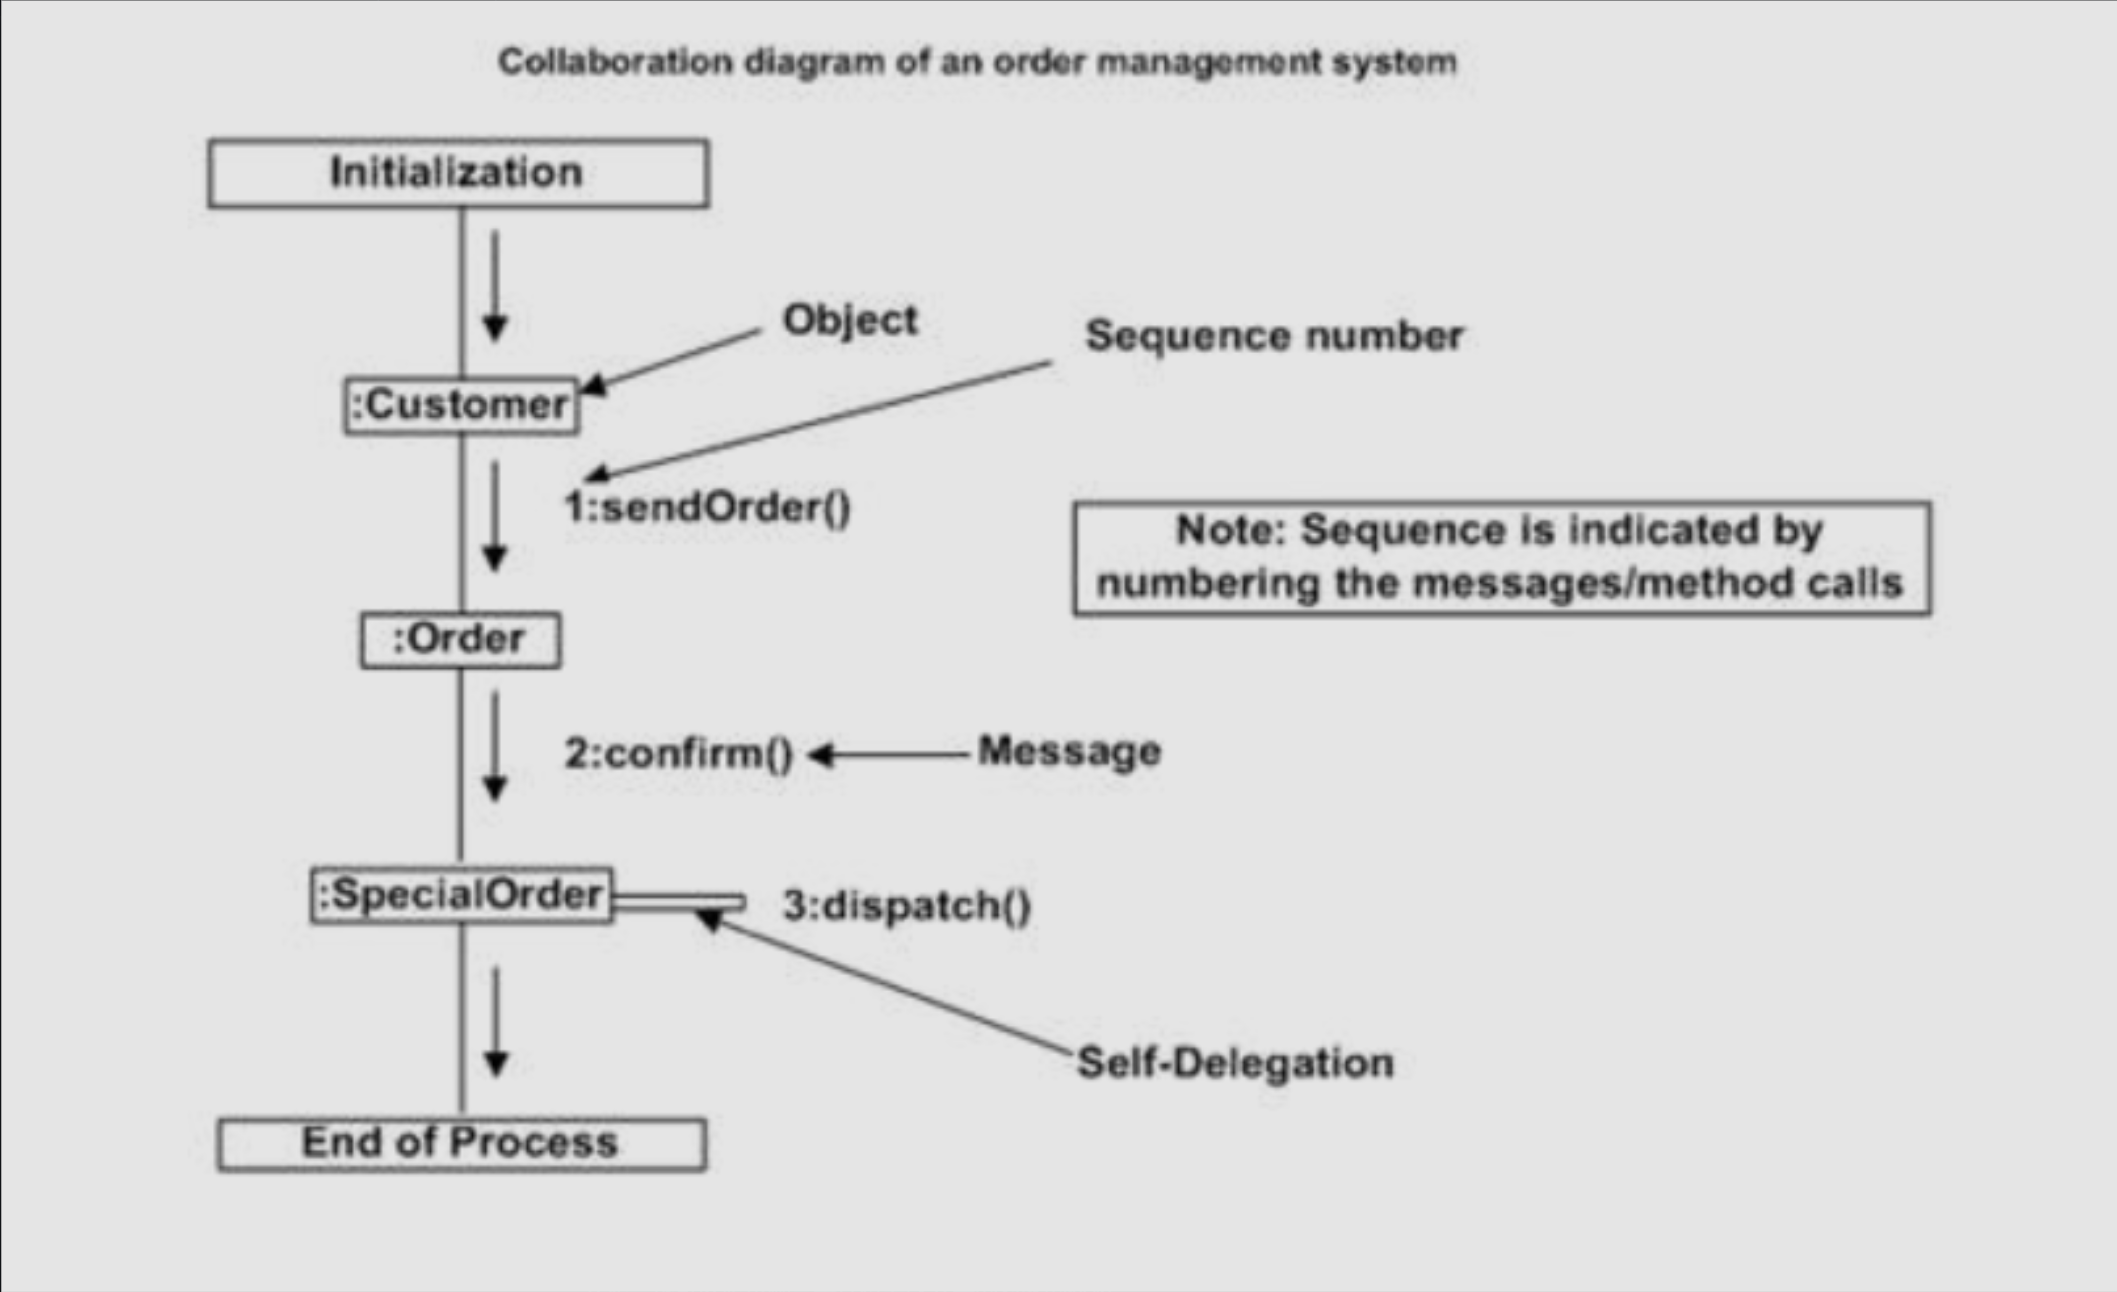 Collaboration diagram of an order management system
Initialization
Object
Sequence number
:Customer
1:sendOrder()
Note: Sequence is indicated by
numbering the messages/method calls
:Order
2:confirm()
Message
:SpecialOrder
3:dispatch()
Self-Delegation
End of Process